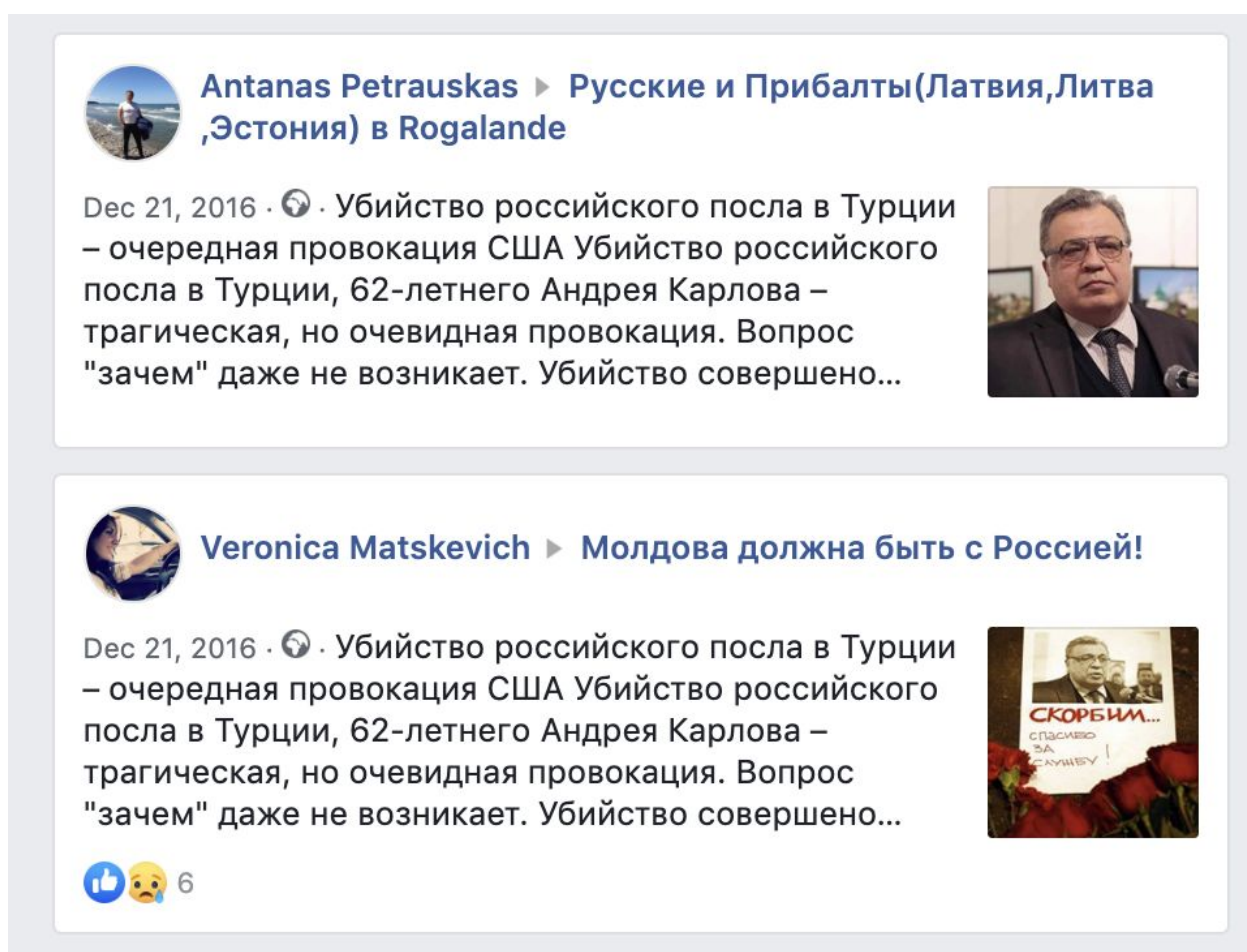 Antanas Petrauskas ▸ Русские и Прибалты(Латвия,Литва
,Эстония) в Rogalande
Dec 21, 2016 · · Убийство российского посла в Турции
– очередная провокация США Убийство российского
посла в Турции, 62-летнего Андрея Карлова –
трагическая, но очевидная провокация. Вопрос
"зачем" даже не возникает. Убийство совершено...
Veronica Matskevich ▸ Молдова должна быть с Россией!
Dec 21, 2016 · · Убийство российского посла в Турции
– очередная провокация США Убийство российского
посла в Турции, 62-летнего Андрея Карлова –
трагическая, но очевидная провокация. Вопрос
"зачем" даже не возникает. Убийство совершено...
СКОРБИМ...
СПАСИБО
ЗА
СЛУЖБУ!
6